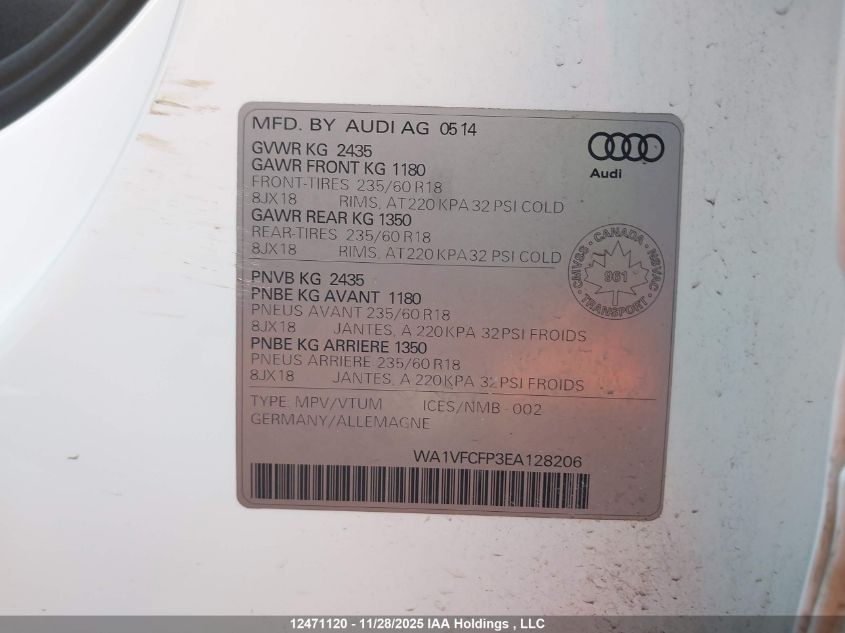 MFD. BY AUDI AG 05 14
Audi
GVWR KG 2435
GAWR FRONT KG 1180
FRONT-TIRES 235/60 R18
8JX18 RIMS, AT 220 KPA 32 PSI COLD
GAWR REAR KG 1350
REAR-TIRES 235/60 R18
8JX18 RIMS, AT 220 KPA 32 PSI COLD
CMVSS · CANADA · NSVAC · TRANSPORT ·
961
PNVB KG 2435
PNBE KG AVANT 1180
PNEUS AVANT 235/60 R18
8JX18 JANTES, A 220 KPA 32 PSI FROIDS
PNBE KG ARRIERE 1350
PNEUS ARRIERE 235/60 R18
8JX18 JANTES, A 220 KPA 32 PSI FROIDS
TYPE: MPV/VTUM ICES/NMB - 002
GERMANY/ALLEMAGNE
WA1VFCFP3EA128206
12471120 - 11/28/2025 IAA Holdings , LLC